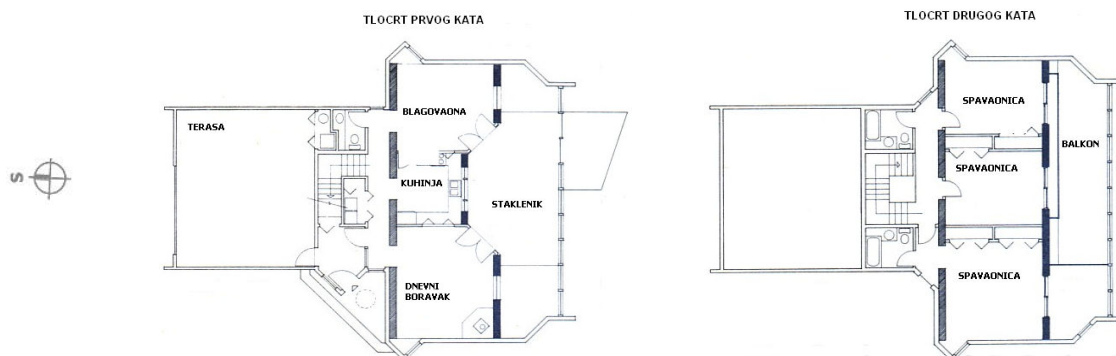 TLOCRT PRVOG KATA
TERASA
BLAGOVAONA
KUHINJA
STAKLENIK
DNEVNI
BORAVAK
S
TLOCRT DRUGOG KATA
SPAVAONICA
SPAVAONICA
BALKON
SPAVAONICA